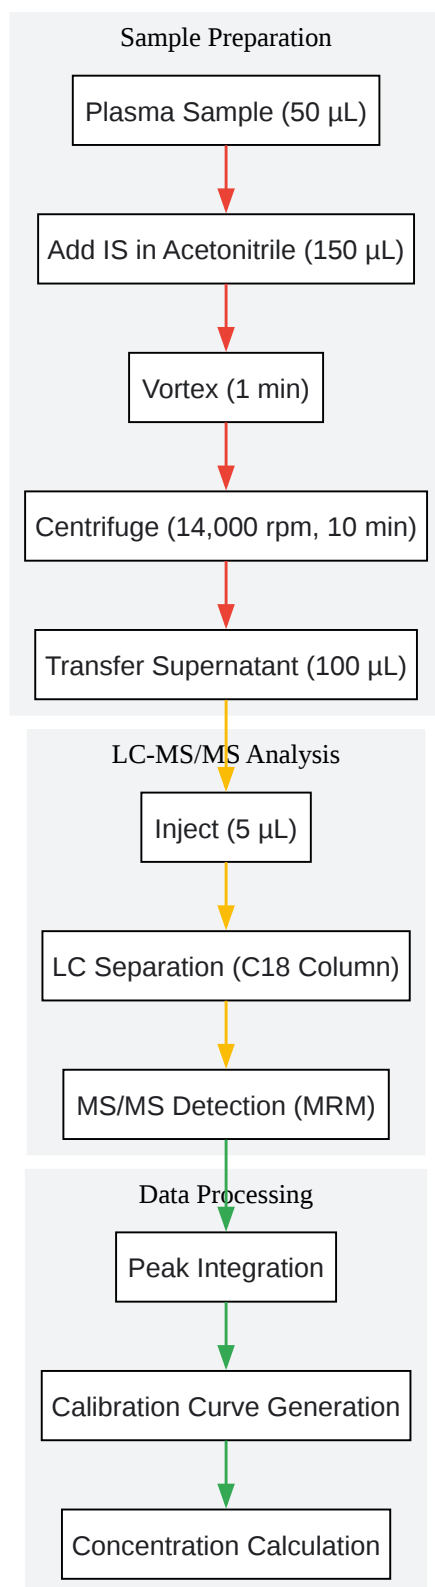 Sample Preparation
Plasma Sample (50 µL)
Add IS in Acetonitrile (150 µL)
Vortex (1 min)
Centrifuge (14,000 rpm, 10 min)
Transfer Supernatant (100 µL)
LC-MS/MS Analysis
Inject (5 µL)
LC Separation (C18 Column)
MS/MS Detection (MRM)
Data Processing
Peak Integration
Calibration Curve Generation
Concentration Calculation